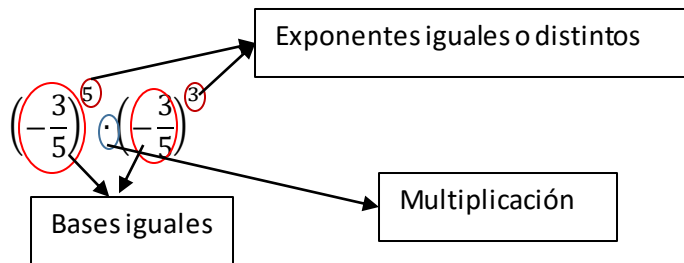 Exponentes iguales o distintos
(-3/5)^5 · (-3/5)^3
Multiplicación
Bases iguales